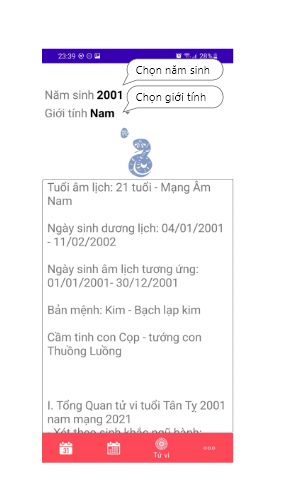 23:39
28%
Chọn năm sinh
Năm sinh 2001
Chọn giới tính
Giới tính Nam
Tuổi âm lịch: 21 tuổi - Mạng Âm
Nam
Ngày sinh dương lịch: 04/01/2001
- 11/02/2002
Ngày sinh âm lịch tương ứng:
01/01/2001- 30/12/2001
Bản mệnh: Kim - Bạch lạp kim
Cầm tinh con Cọp - tướng con
Thuồng Luồng
I. Tổng Quan tử vi tuổi Tân Tỵ 2001
nam mạng 2021
- Xét theo sinh khắc ngũ hành:
31
Tử vi